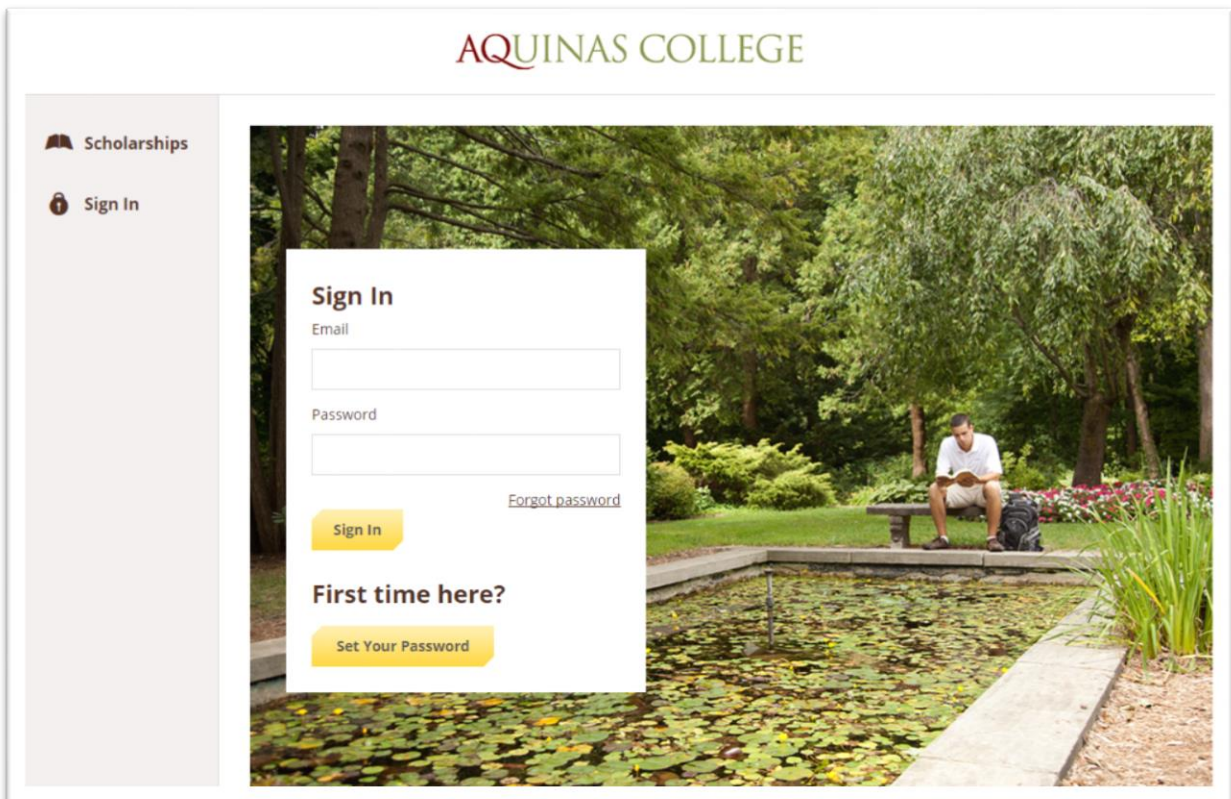 AQUINAS COLLEGE
Scholarships
Sign In
Sign In
Email
Password
Forgot password
Sign In
First time here?
Set Your Password